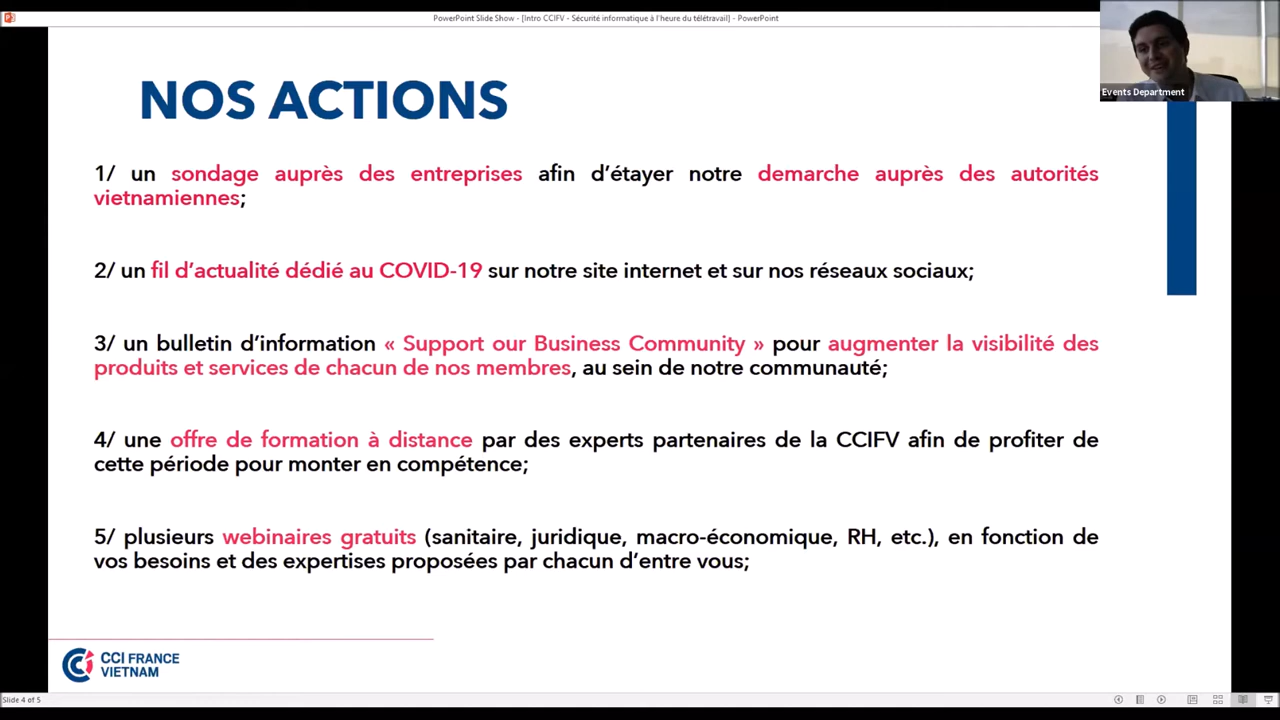 PowerPoint Slide Show - [Intro CCIFV - Sécurité informatique à l'heure du télétravail] - PowerPoint
Events Department
NOS ACTIONS
1/ un sondage auprès des entreprises afin d’étayer notre demarche auprès des autorités
vietnamiennes;
2/ un fil d’actualité dédié au COVID-19 sur notre site internet et sur nos réseaux sociaux;
3/ un bulletin d’information « Support our Business Community » pour augmenter la visibilité des
produits et services de chacun de nos membres, au sein de notre communauté;
4/ une offre de formation à distance par des experts partenaires de la CCIFV afin de profiter de
cette période pour monter en compétence;
5/ plusieurs webinaires gratuits (sanitaire, juridique, macro-économique, RH, etc.), en fonction de
vos besoins et des expertises proposées par chacun d’entre vous;
CCI FRANCE
VIETNAM
Slide 4 of 5